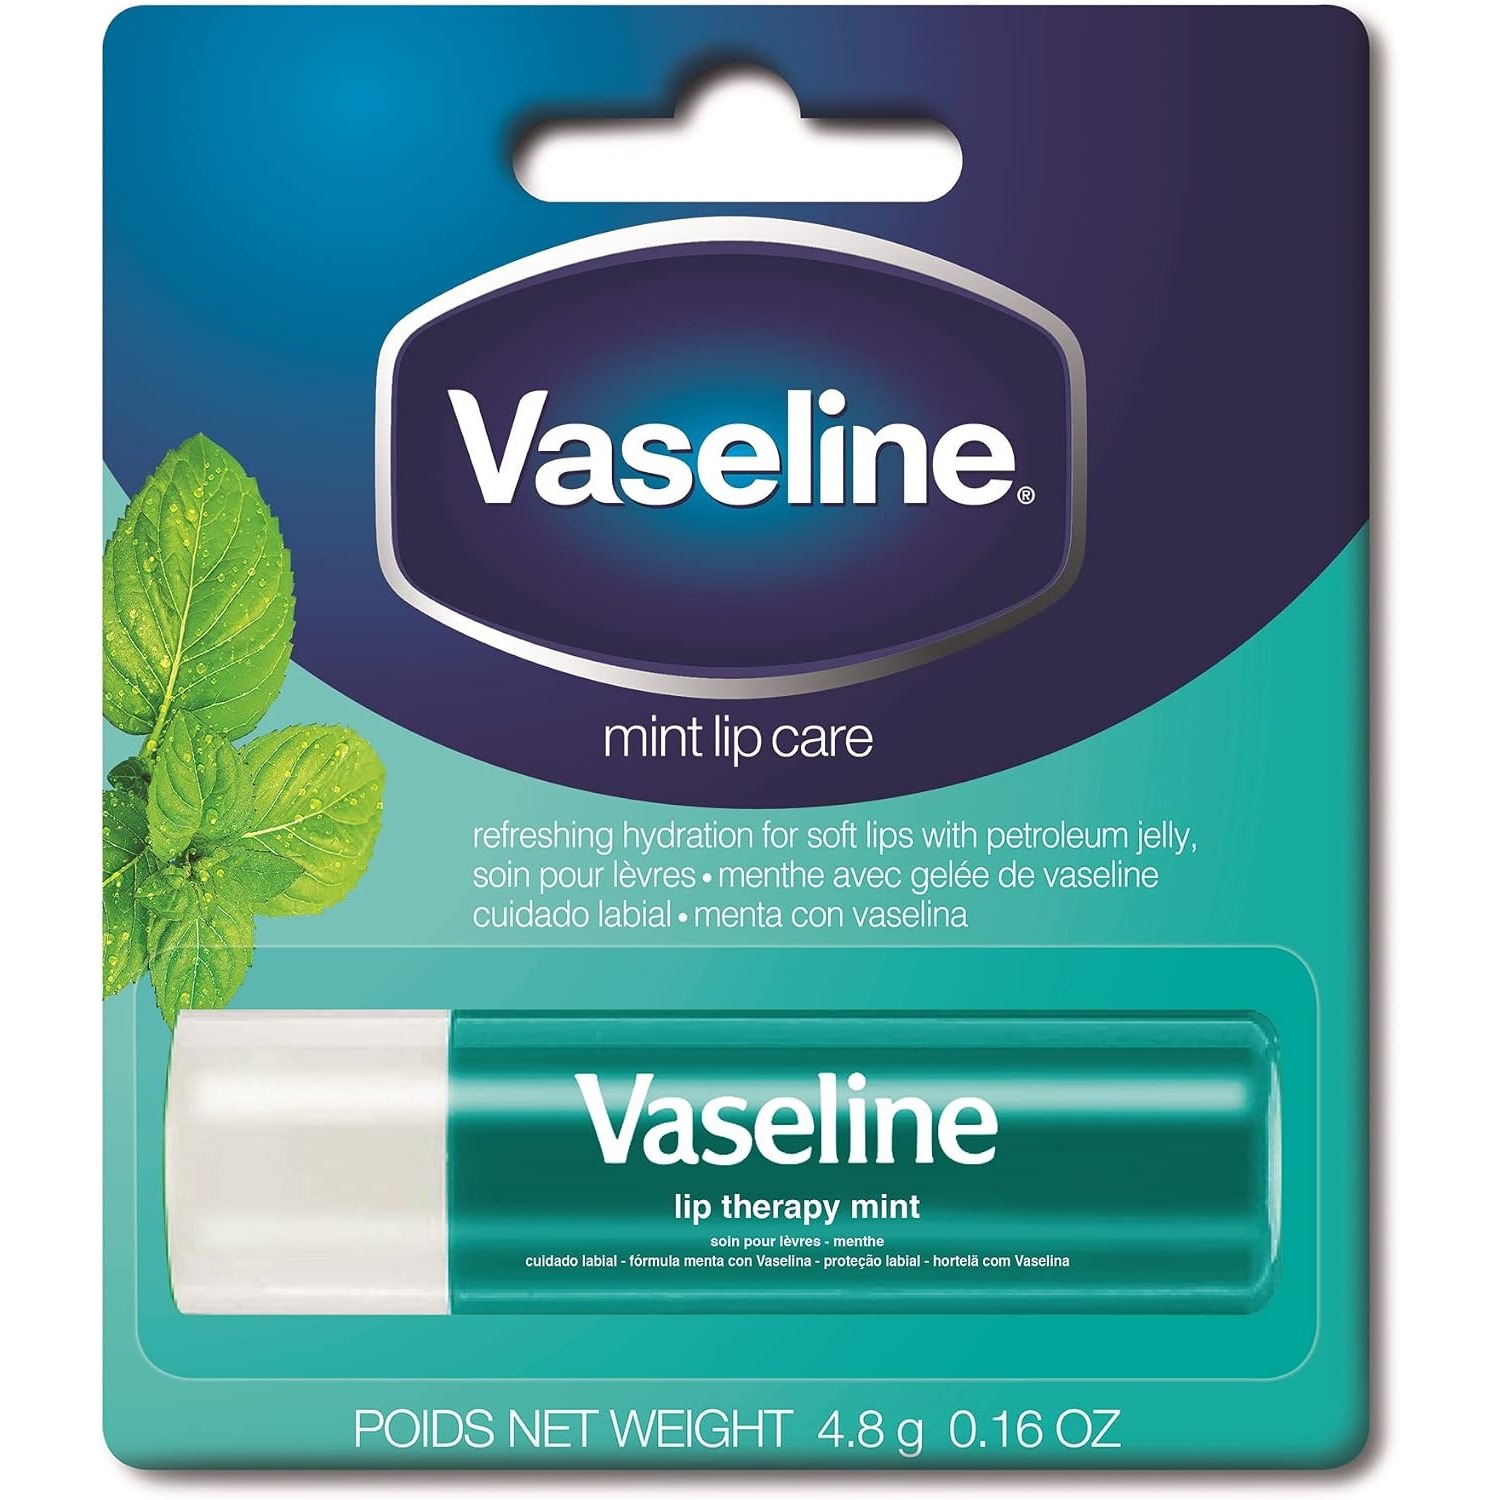 Vaseline®
mint lip care
refreshing hydration for soft lips with petroleum jelly,
soin pour lèvres • menthe avec gelée de vaseline
cuidado labial • menta con vaselina
Vaseline
lip therapy mint
soin pour lèvres - menthe
cuidado labial - fórmula menta con Vaselina - proteção labial - hortelã com Vaselina
POIDS NET WEIGHT 4.8 g 0.16 OZ